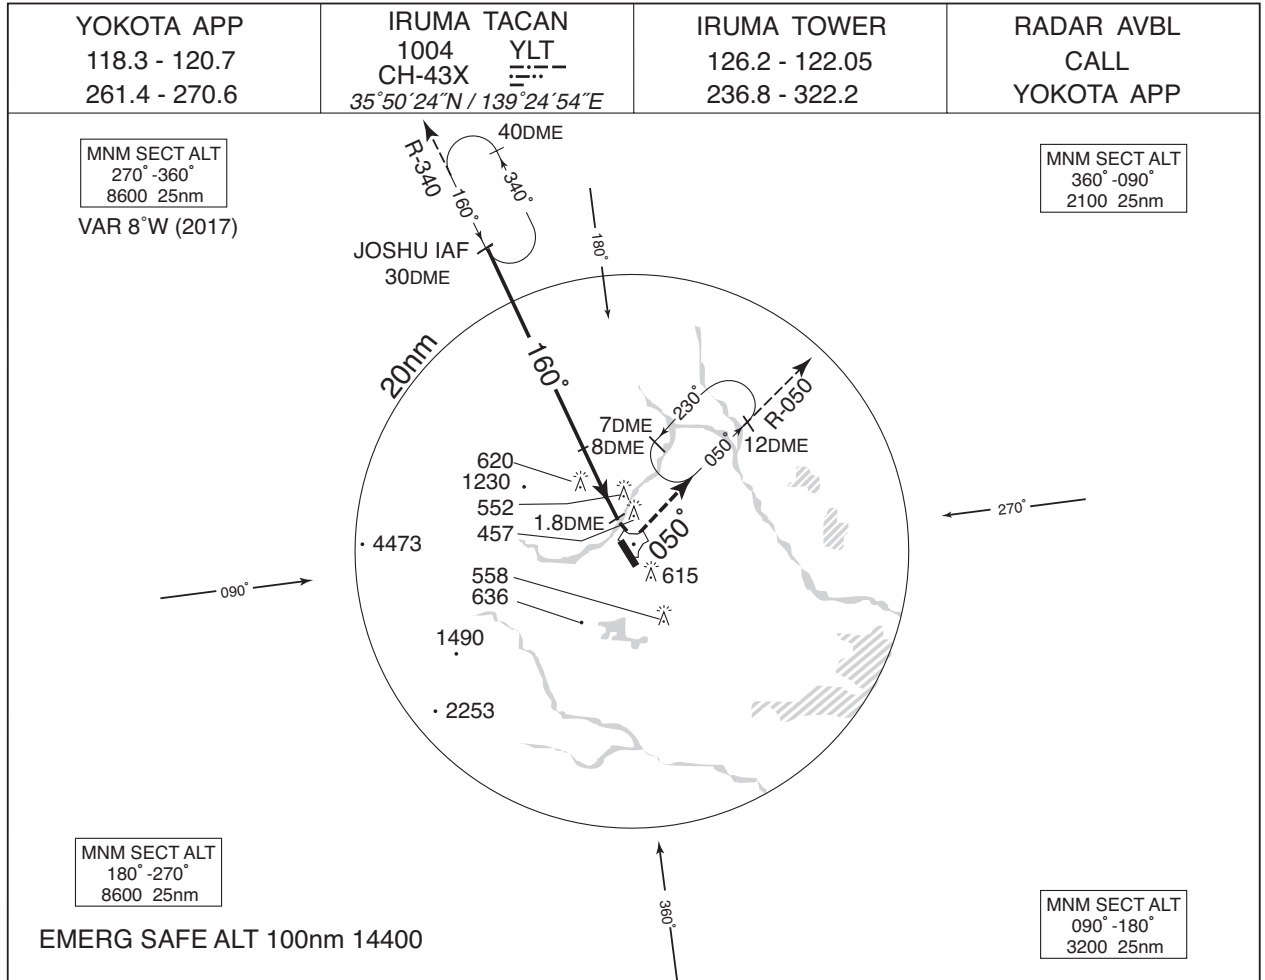 YOKOTA APP
118.3 - 120.7
261.4 - 270.6
IRUMA TACAN
1004 YLT
CH-43X
35°50´24˝N / 139°24´54˝E
IRUMA TOWER
126.2 - 122.05
236.8 - 322.2
RADAR AVBL
CALL
YOKOTA APP
MNM SECT ALT
270° -360°
8600 25nm
VAR 8°W (2017)
MNM SECT ALT
360° -090°
2100 25nm
40DME
R-340
340°
160°
JOSHU IAF
30DME
180°
20nm
160°
230°
R-050
7DME
8DME
050°
12DME
620
1230
552
1.8DME
457
050°
270°
4473
615
558
636
090°
1490
2253
MNM SECT ALT
180° -270°
8600 25nm
360°
MNM SECT ALT
090° -180°
3200 25nm
EMERG SAFE ALT 100nm 14400